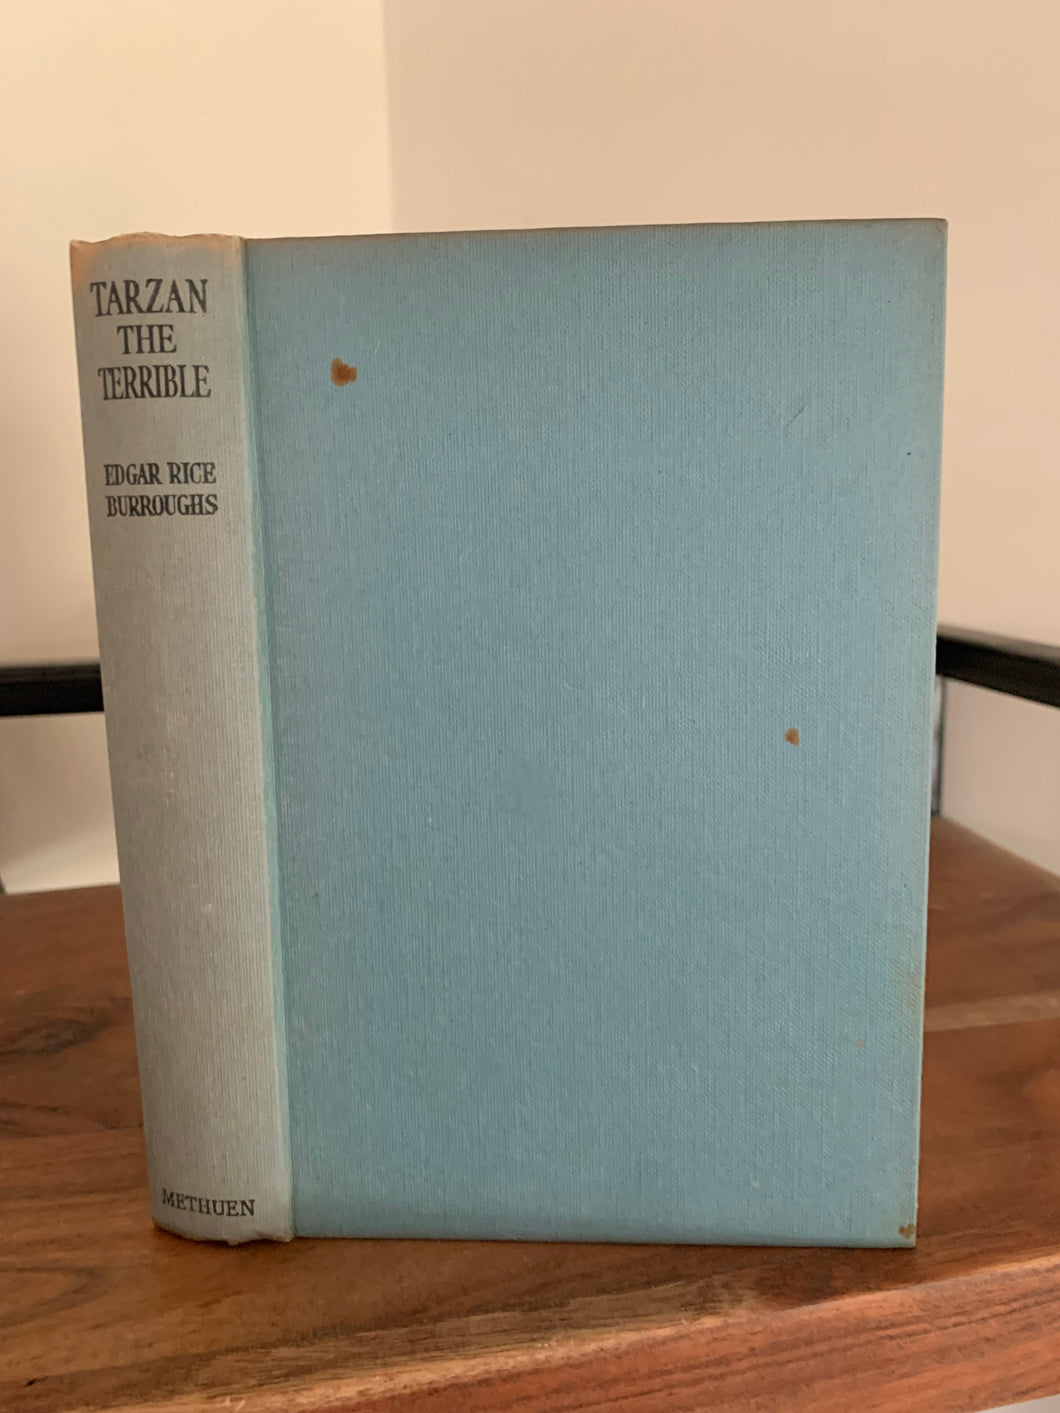 TARZAN
THE
TERRIBLE
EDGAR RICE
BURROUGHS
METHUEN